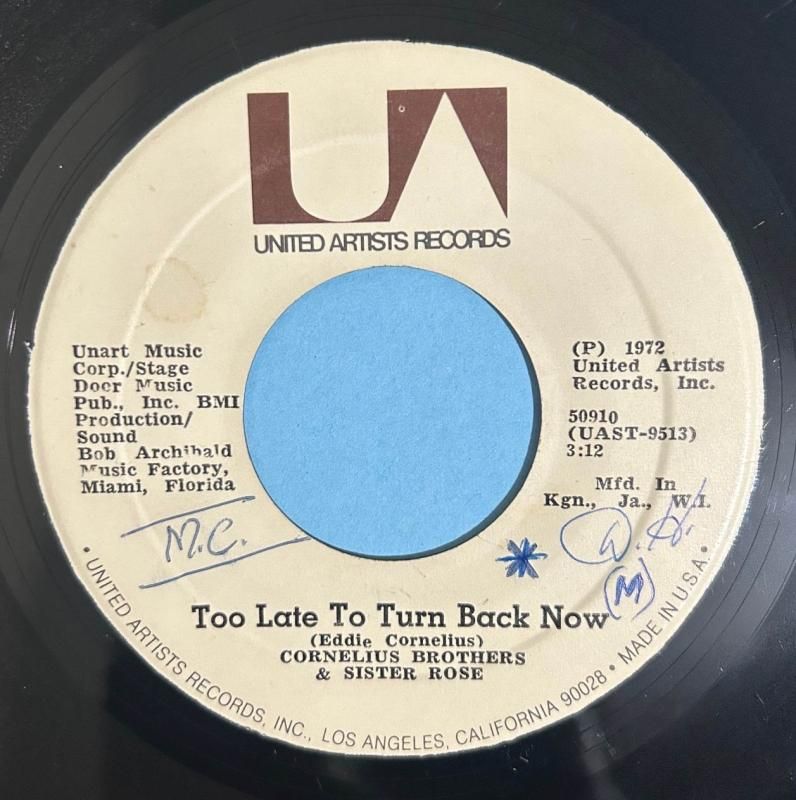 UA
UNITED ARTISTS RECORDS
Unart Music
Corp./Stage
Door Music
Pub., Inc. BMI
Production/
Sound
Bob Archibald
Music Factory,
Miami, Florida
(P) 1972
United Artists
Records, Inc.
50910
(UAST-9513)
3:12
Mfd. In
Kgn., Ja., W.I.
M.C.
* (M)
Too Late To Turn Back Now
(Eddie Cornelius)
CORNELIUS BROTHERS
& SISTER ROSE
• UNITED ARTISTS RECORDS, INC., LOS ANGELES, CALIFORNIA 90028 • MADE IN U.S.A. •